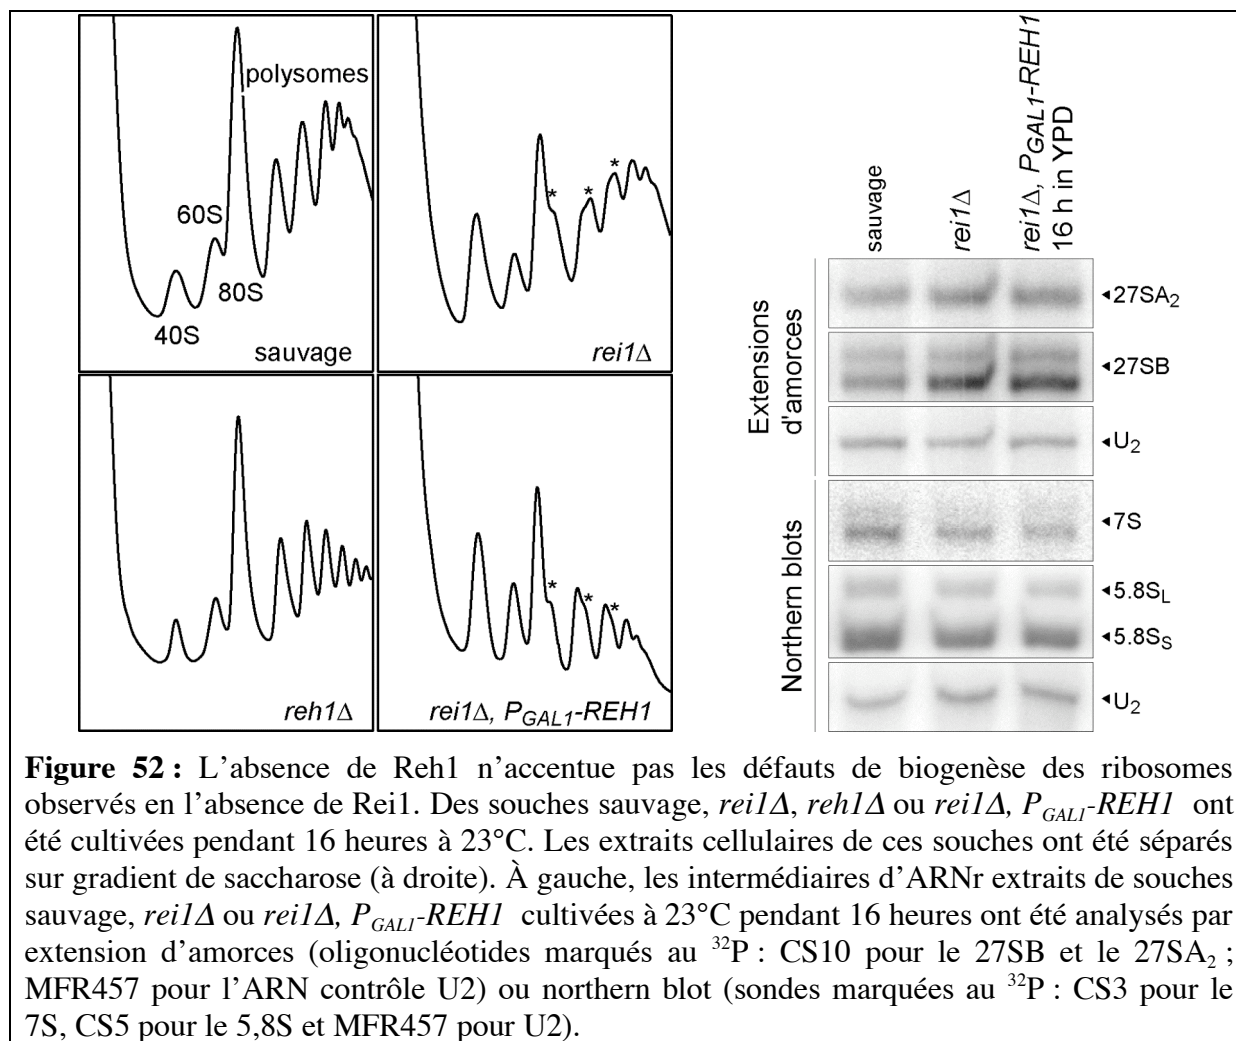 polysomes
60S
80S
40S
sauvage
*
*
*
rei1Δ
reh1Δ
*
*
*
rei1Δ, P_GAL1-REH1
sauvage
rei1Δ
rei1Δ, P_GAL1-REH1
16 h in YPD
Extensions
d'amorces
27SA₂
27SB
U₂
Northern blots
7S
5.8S_L
5.8S_S
U₂
Figure 52 : L'absence de Reh1 n'accentue pas les défauts de biogenèse des ribosomes
observés en l'absence de Rei1. Des souches sauvage, rei1Δ, reh1Δ ou rei1Δ, P_GAL1-REH1 ont
été cultivées pendant 16 heures à 23°C. Les extraits cellulaires de ces souches ont été séparés
sur gradient de saccharose (à droite). À gauche, les intermédiaires d'ARNr extraits de souches
sauvage, rei1Δ ou rei1Δ, P_GAL1-REH1 cultivées à 23°C pendant 16 heures ont été analysés par
extension d'amorces (oligonucléotides marqués au ³²P : CS10 pour le 27SB et le 27SA₂ ;
MFR457 pour l'ARN contrôle U2) ou northern blot (sondes marquées au ³²P : CS3 pour le
7S, CS5 pour le 5,8S et MFR457 pour U2).